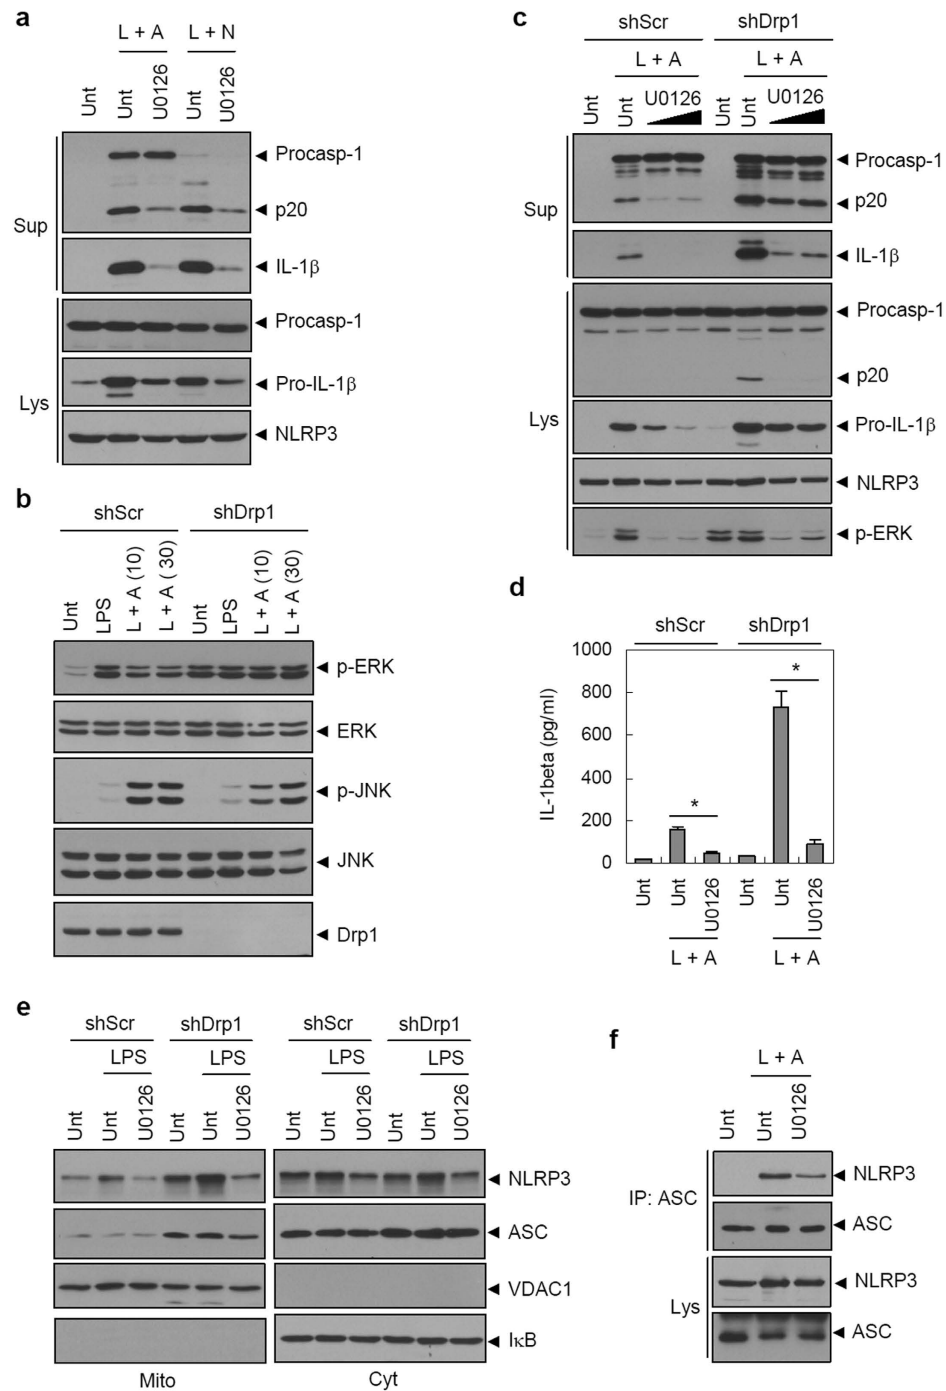 a
L + A L + N
Unt Unt U0126 Unt U0126
Sup
Procasp-1
p20
IL-1β
Lys
Procasp-1
Pro-IL-1β
NLRP3
b
shScr shDrp1
Unt LPS L + A (10) L + A ( 30) Unt LPS L + A (10) L + A (30)
p-ERK
ERK
p-JNK
JNK
Drp1
c
shScr shDrp1
L + A L + A
Unt Unt U0126 Unt Unt U0126
Sup
Procasp-1
p20
IL-1β
Lys
Procasp-1
p20
Pro-IL-1β
NLRP3
p-ERK
d
shScr shDrp1
IL-1beta (pg/ml)
1000
800
600
400
200
0
* *
Unt Unt U0126 Unt Unt U0126
L + A L + A
e
shScr shDrp1 shScr shDrp1
LPS LPS LPS LPS
Unt Unt U0126 Unt Unt U0126 Unt Unt U0126 Unt Unt U0126
NLRP3
ASC
VDAC1
IκB
Mito Cyt
f
L + A
Unt Unt U0126
IP: ASC
NLRP3
ASC
Lys
NLRP3
ASC